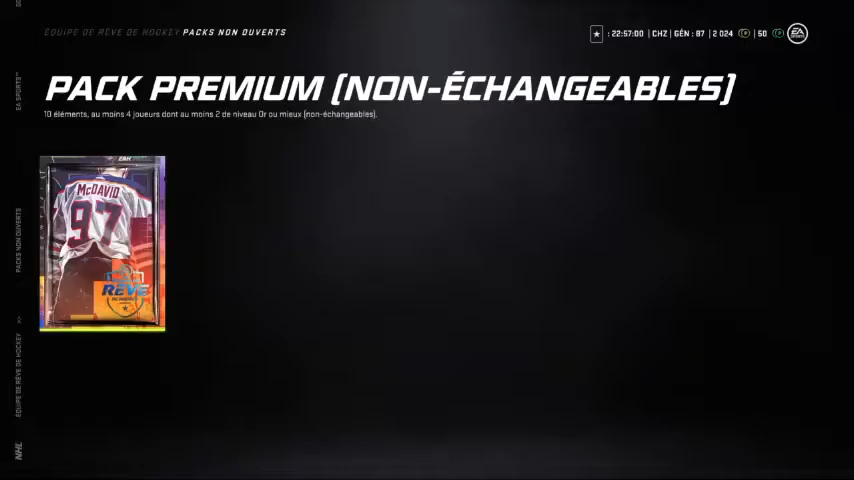 ÉQUIPE DE RÊVE DE HOCKEY PACKS NON OUVERTS
: 22:57:00 | CHZ | GÉN : 87 | 2 024 | 50
EA SPORTS
PACK PREMIUM (NON-ÉCHANGEABLES)
10 éléments, au moins 4 joueurs dont au moins 2 de niveau Or ou mieux (non-échangeables).
McDAVID
97
RÊVE
EA SPORTS™
PACKS NON OUVERTS
ÉQUIPE DE RÊVE DE HOCKEY >>
NHL